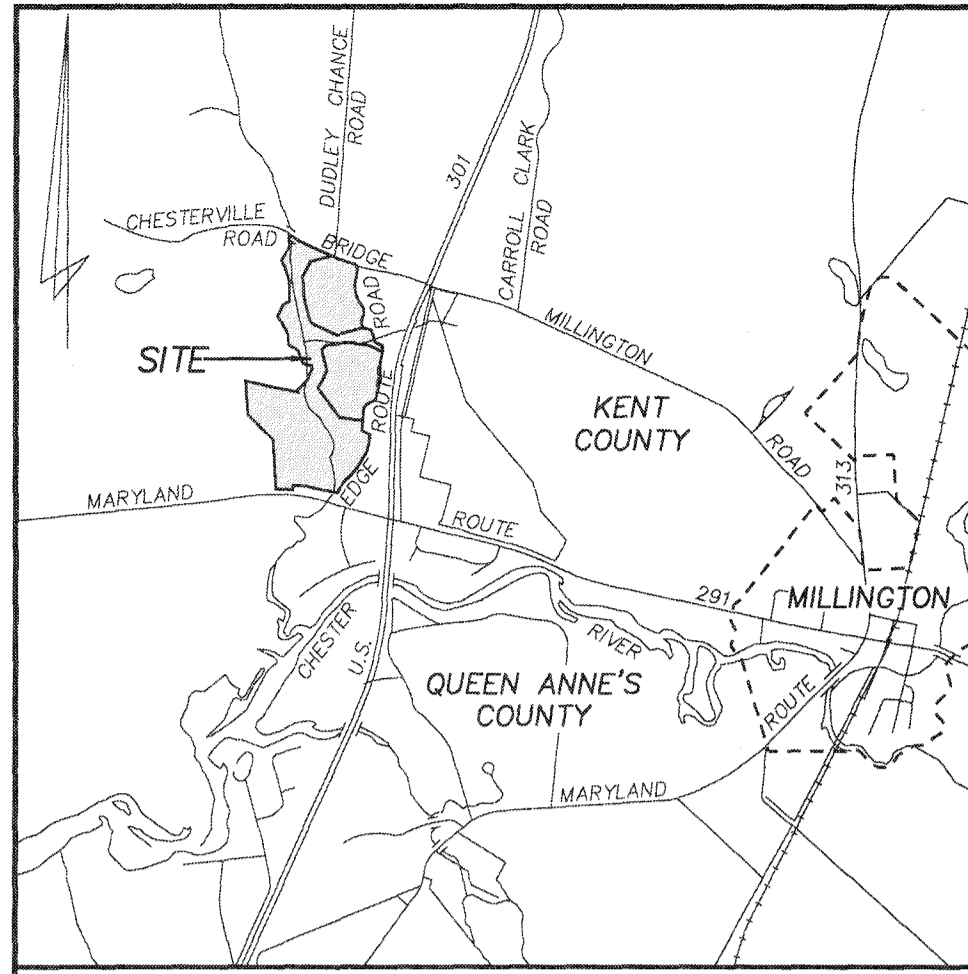 DUDLEY CHANCE
ROAD
301
CARROLL CLARK
ROAD
CHESTERVILLE
ROAD
BRIDGE
ROAD
MILLINGTON
ROAD
SITE
KENT
COUNTY
313
EDGE
ROUTE
MARYLAND
ROUTE
291
MILLINGTON
CHESTER
RIVER
U.S.
QUEEN ANNE'S
COUNTY
ROUTE
MARYLAND